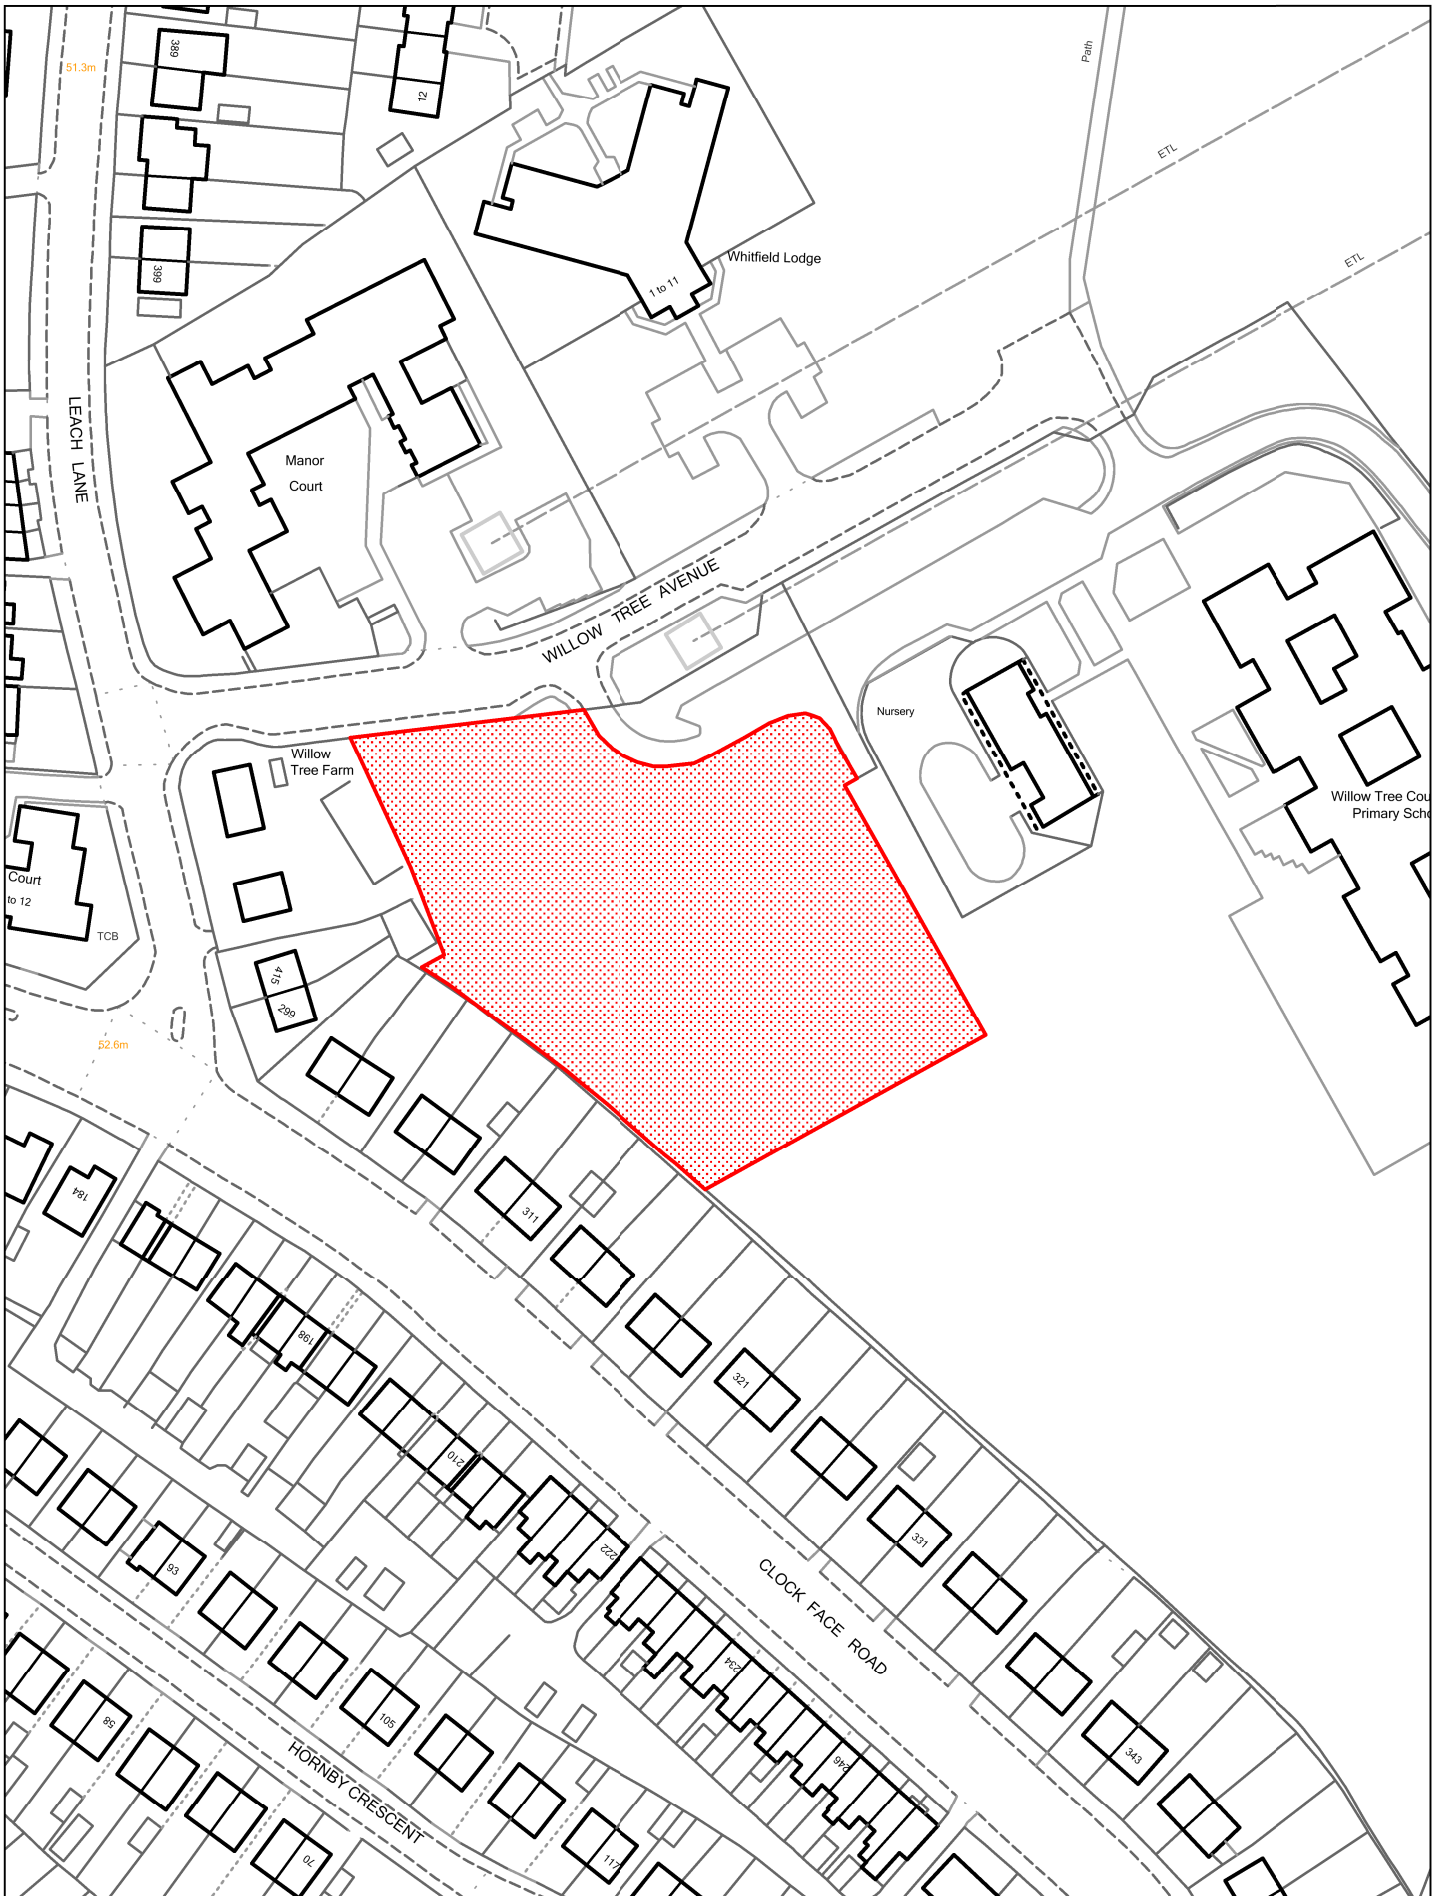 389
51.3m
12
Path
ETL
399
Whitfield Lodge
1 to 11
ETL
LEACH LANE
Manor
Court
WILLOW TREE AVENUE
Nursery
Willow
Tree Farm
Willow Tree Cou
Primary Scho
Court
to 12
TCB
415
299
52.6m
184
311
198
321
210
331
222
93
CLOCK FACE ROAD
234
58
105
343
246
HORNBY CRESCENT
117
70